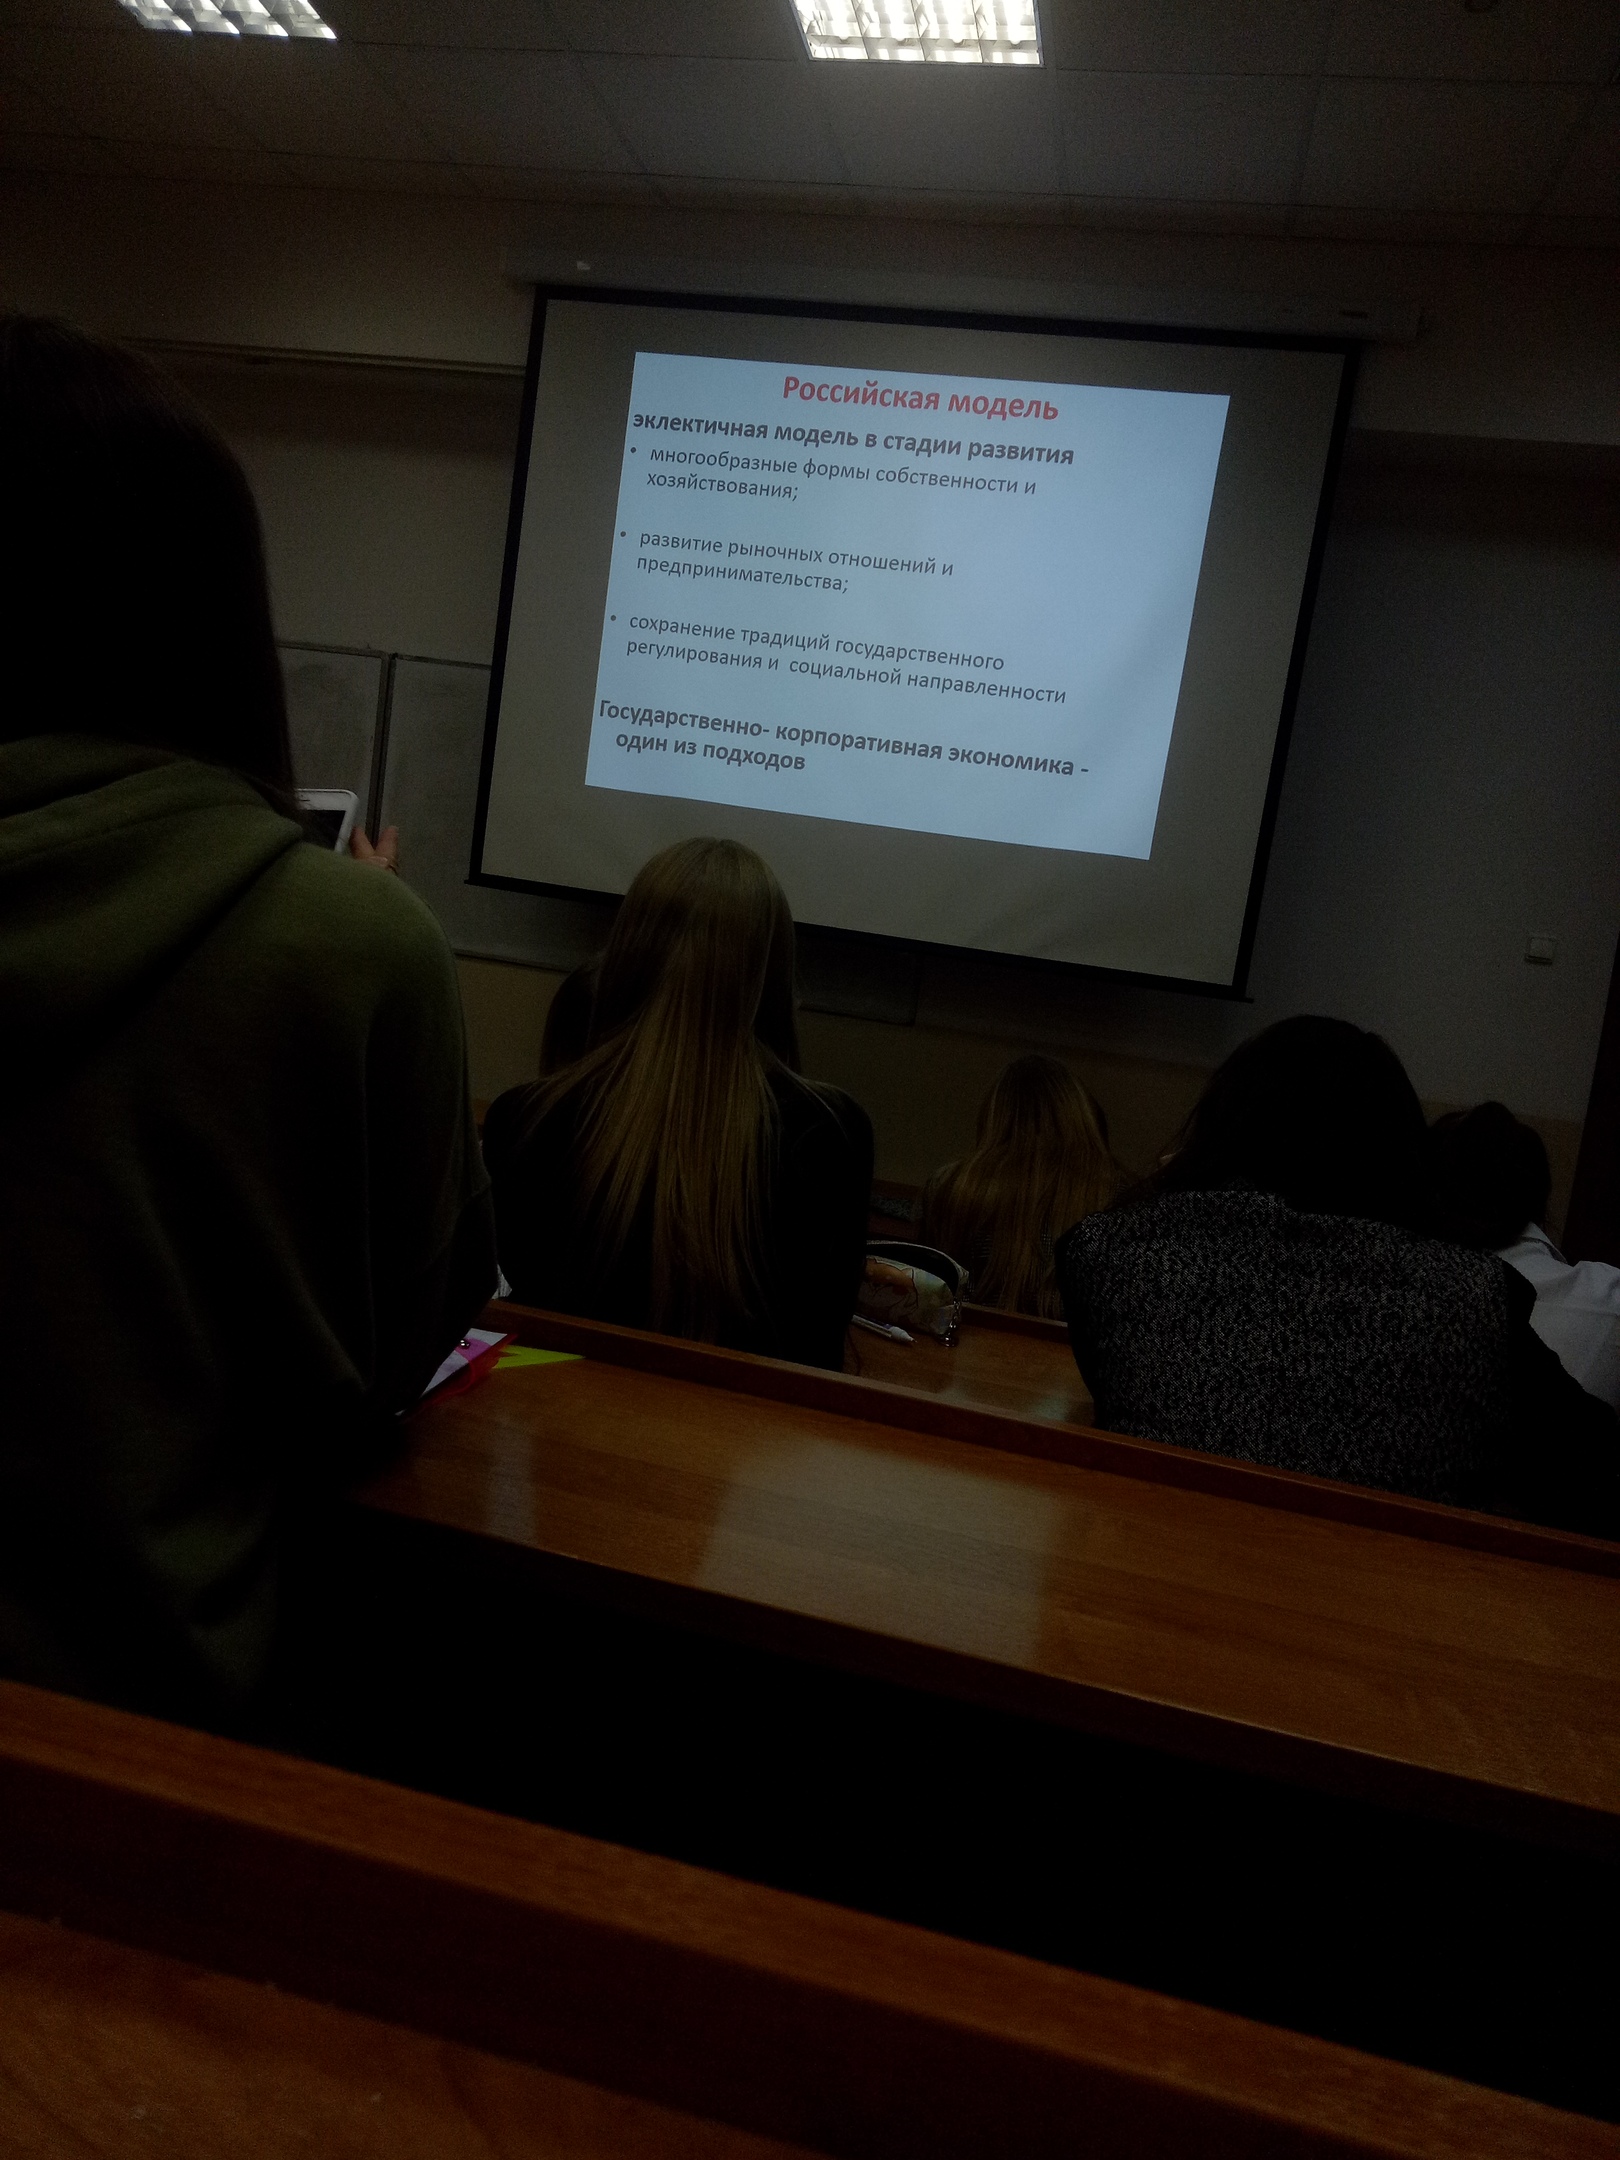 Российская модель
эклектичная модель в стадии развития
• многообразные формы собственности и
хозяйствования;
• развитие рыночных отношений и
предпринимательства;
• сохранение традиций государственного
регулирования и социальной направленности
Государственно- корпоративная экономика -
один из подходов